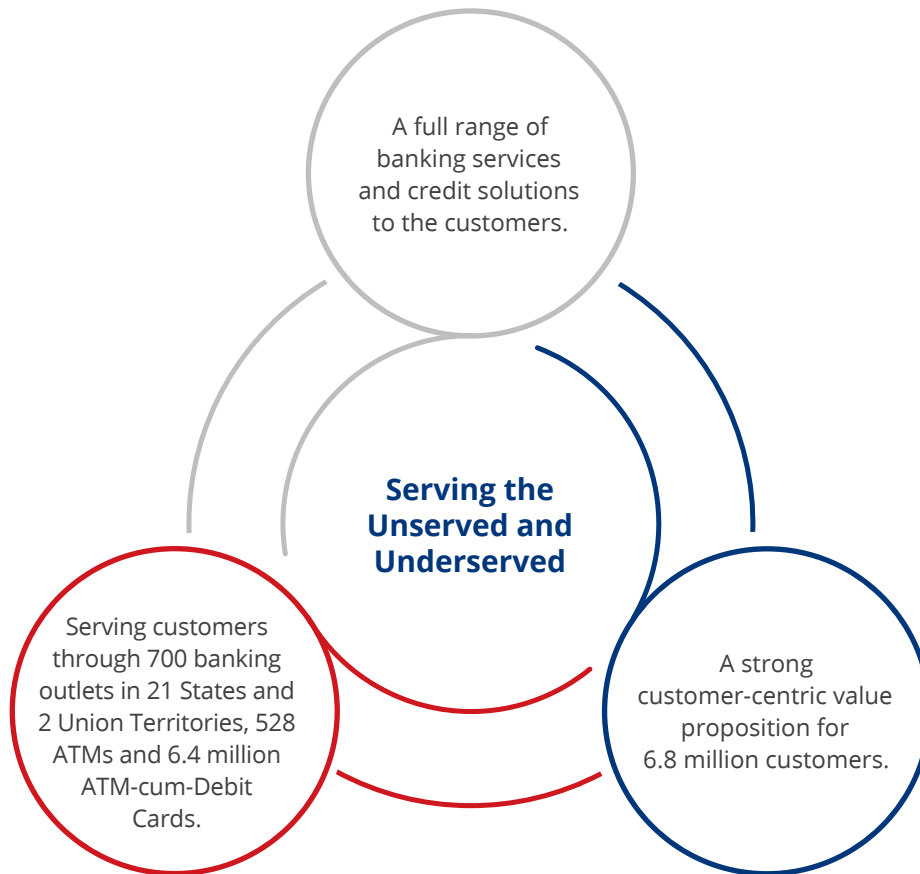 A full range of
banking services
and credit solutions
to the customers.
Serving the
Unserved and
Underserved
Serving customers
through 700 banking
outlets in 21 States and
2 Union Territories, 528
ATMs and 6.4 million
ATM-cum-Debit
Cards.
A strong
customer-centric value
proposition for
6.8 million customers.